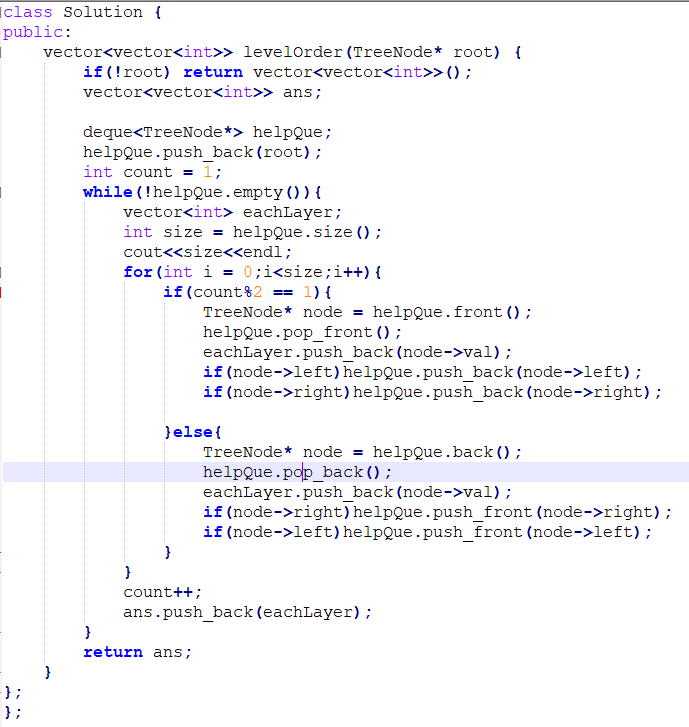 class Solution {
public:
    vector<vector<int>> levelOrder(TreeNode* root) {
        if(!root) return vector<vector<int>>();
        vector<vector<int>> ans;

        deque<TreeNode*> helpQue;
        helpQue.push_back(root);
        int count = 1;
        while(!helpQue.empty()){
            vector<int> eachLayer;
            int size = helpQue.size();
            cout<<size<<endl;
            for(int i = 0;i<size;i++){
                if(count%2 == 1){
                    TreeNode* node = helpQue.front();
                    helpQue.pop_front();
                    eachLayer.push_back(node->val);
                    if(node->left)helpQue.push_back(node->left);
                    if(node->right)helpQue.push_back(node->right);

                }else{
                    TreeNode* node = helpQue.back();
                    helpQue.pop_back();
                    eachLayer.push_back(node->val);
                    if(node->right)helpQue.push_front(node->right);
                    if(node->left)helpQue.push_front(node->left);
                }
            }
            count++;
            ans.push_back(eachLayer);
        }
        return ans;
    }
};
};